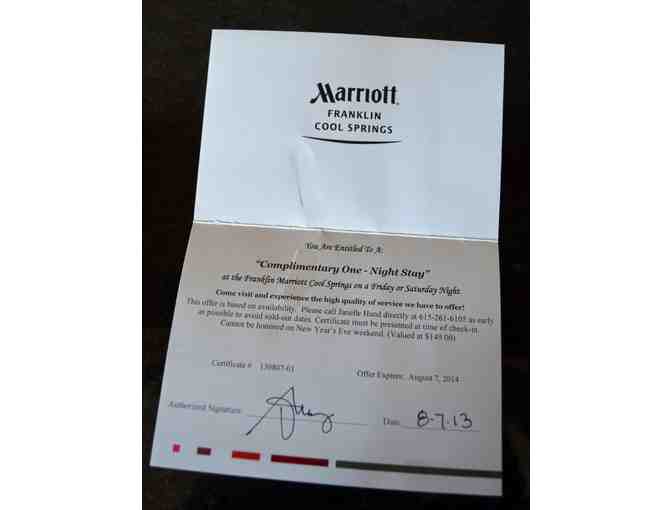 Marriott
FRANKLIN
COOL SPRINGS
You Are Entitled To A:
"Complimentary One - Night Stay"
at the Franklin Marriott Cool Springs on a Friday or Saturday Night
Come visit and experience the high quality of service we have to offer!
This offer is based on availability. Please call Janelle Hund directly at 615-261-6105 as early
as possible to avoid sold-out dates. Certificate must be presented at time of check-in.
Cannot be honored on New Year's Eve weekend. (Valued at $149.00)
Certificate # 130807-01
Offer Expires: August 7, 2014
Authorized Signature
Date 8-7-13